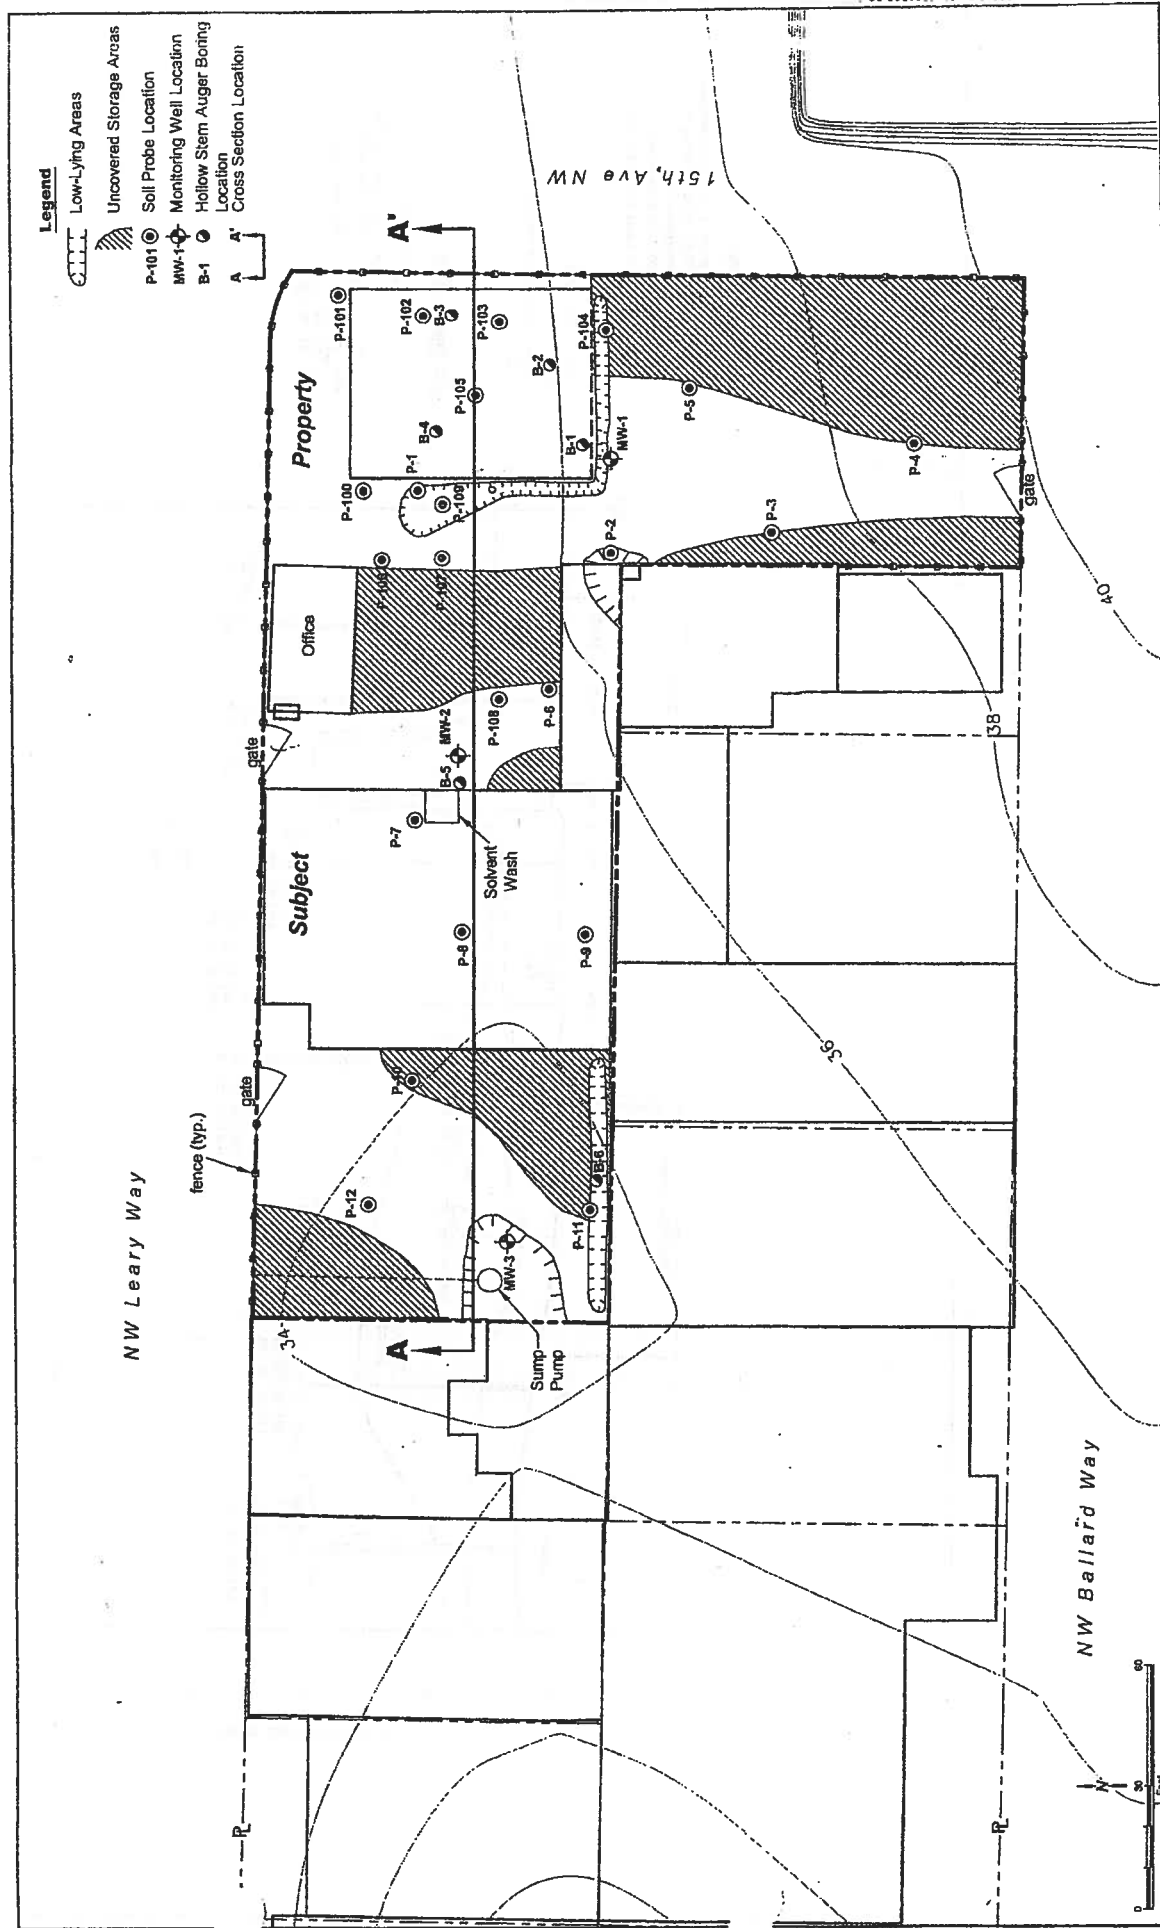 Legend
Low-Lying Areas
Uncovered Storage Areas
P-101 Soil Probe Location
MW-1 Monitoring Well Location
B-1 Hollow Stem Auger Boring
Location
A A' Cross Section Location
NW Leary Way
fence (typ.)
gate
gate
Office
Subject
Property
P-101
P-102
B-3
P-103
P-104
B-2
P-105
B-4
B-1
MW-1
P-100
P-1
P-109
P-106
P-107
P-2
P-3
P-4
P-5
gate
A'
15th, Ave NW
MW-2
B-5
P-108
P-6
P-7
Solvent
Wash
P-8
P-9
P-10
P-12
P-11
B-6
MW-3
Sump
Pump
A
34
36
38
40
NW Ballard Way
PL
PL
N
0 30 60